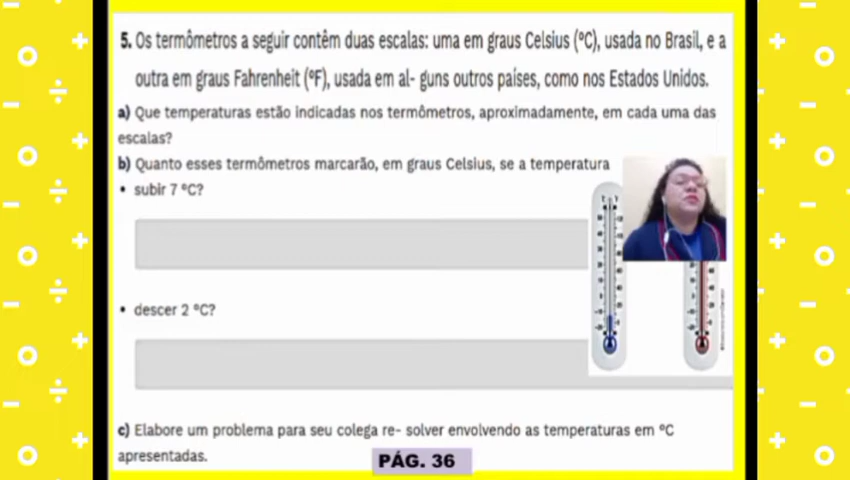 5. Os termômetros a seguir contêm duas escalas: uma em graus Celsius (ºC), usada no Brasil, e a
outra em graus Fahrenheit (ºF), usada em al- guns outros países, como nos Estados Unidos.
a) Que temperaturas estão indicadas nos termômetros, aproximadamente, em cada uma das
escalas?
b) Quanto esses termômetros marcarão, em graus Celsius, se a temperatura
• subir 7 ºC?
• descer 2 ºC?
c) Elabore um problema para seu colega re- solver envolvendo as temperaturas em ºC
apresentadas.
PÁG. 36